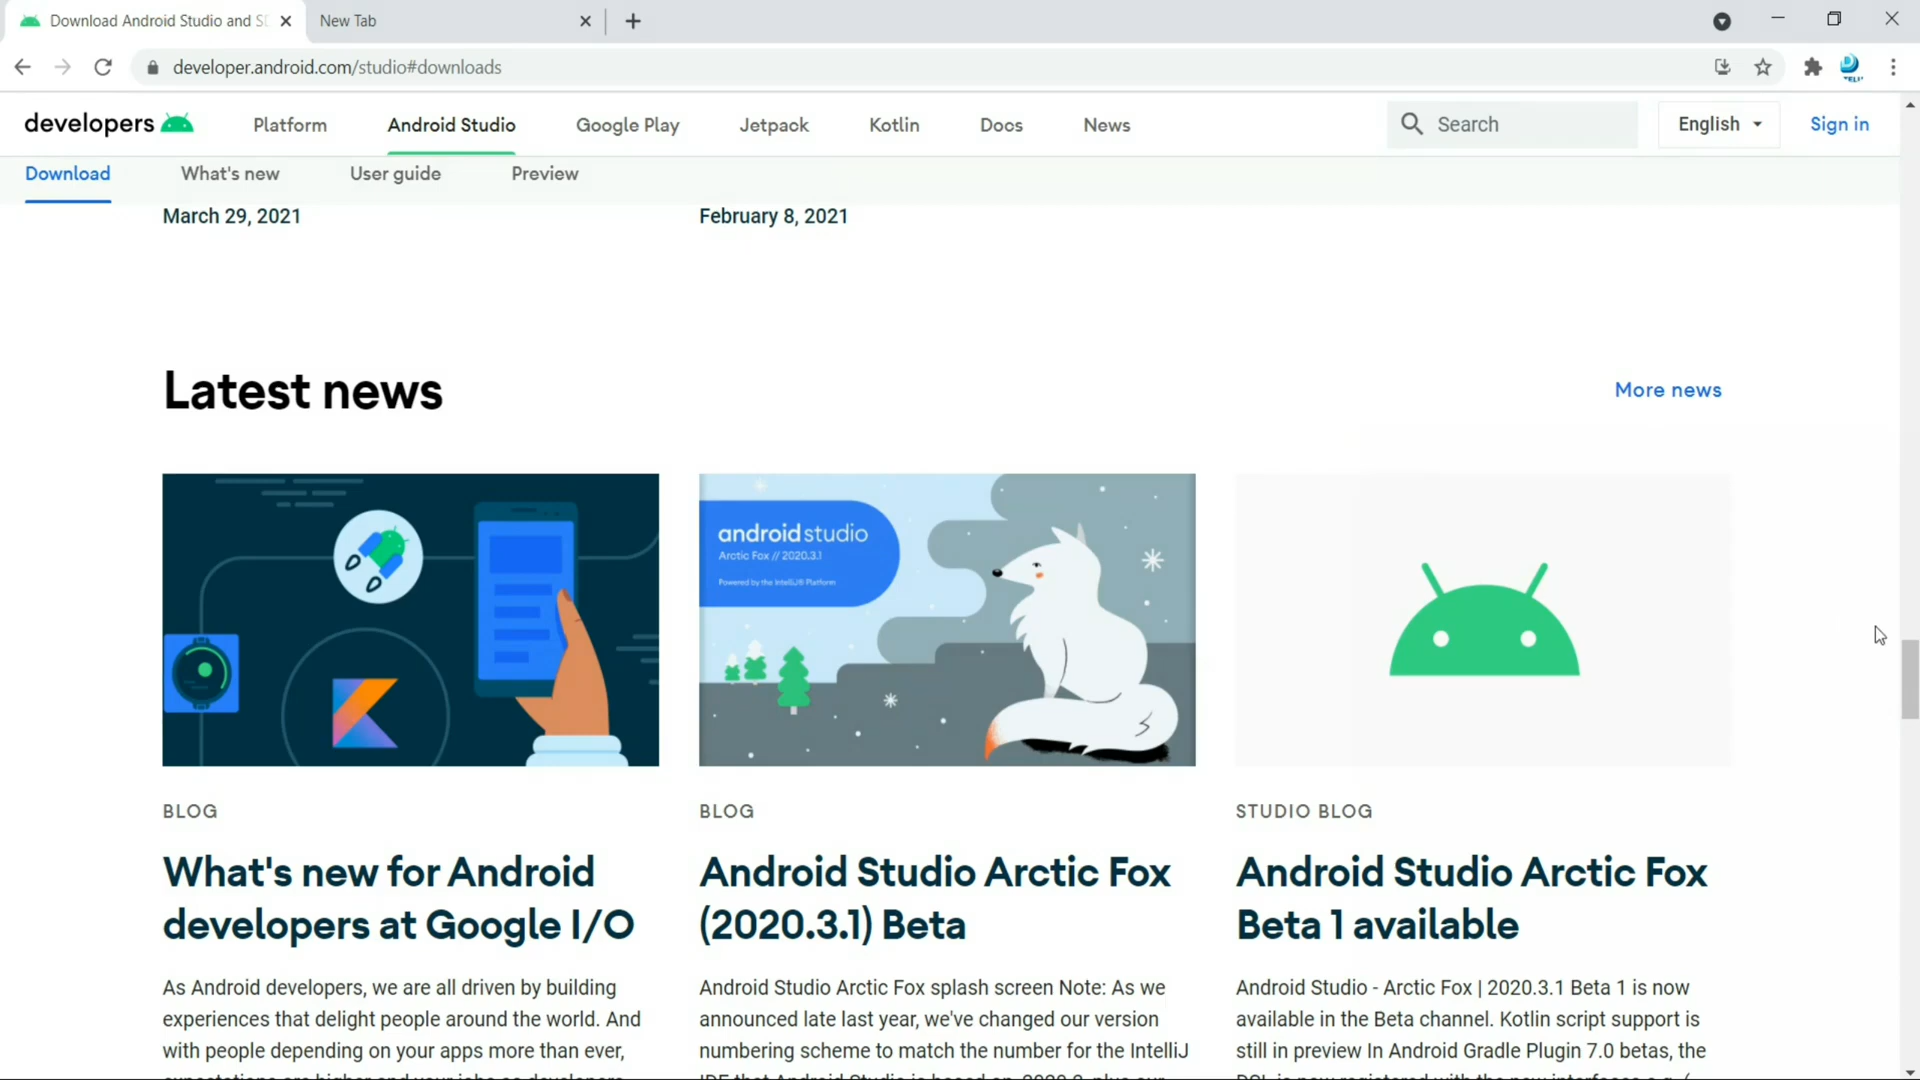 Download Android Studio and S
New Tab
developer.android.com/studio#downloads
developers
Platform
Android Studio
Google Play
Jetpack
Kotlin
Docs
News
Search
English
Sign in
Download
What's new
User guide
Preview
March 29, 2021
February 8, 2021
Latest news
More news
androidstudio
Arctic Fox // 2020.3.1
Powered by the IntelliJ® Platform
BLOG
What's new for Android
developers at Google I/O
As Android developers, we are all driven by building
experiences that delight people around the world. And
with people depending on your apps more than ever,
BLOG
Android Studio Arctic Fox
(2020.3.1) Beta
Android Studio Arctic Fox splash screen Note: As we
announced late last year, we've changed our version
numbering scheme to match the number for the IntelliJ
STUDIO BLOG
Android Studio Arctic Fox
Beta 1 available
Android Studio - Arctic Fox | 2020.3.1 Beta 1 is now
available in the Beta channel. Kotlin script support is
still in preview In Android Gradle Plugin 7.0 betas, the